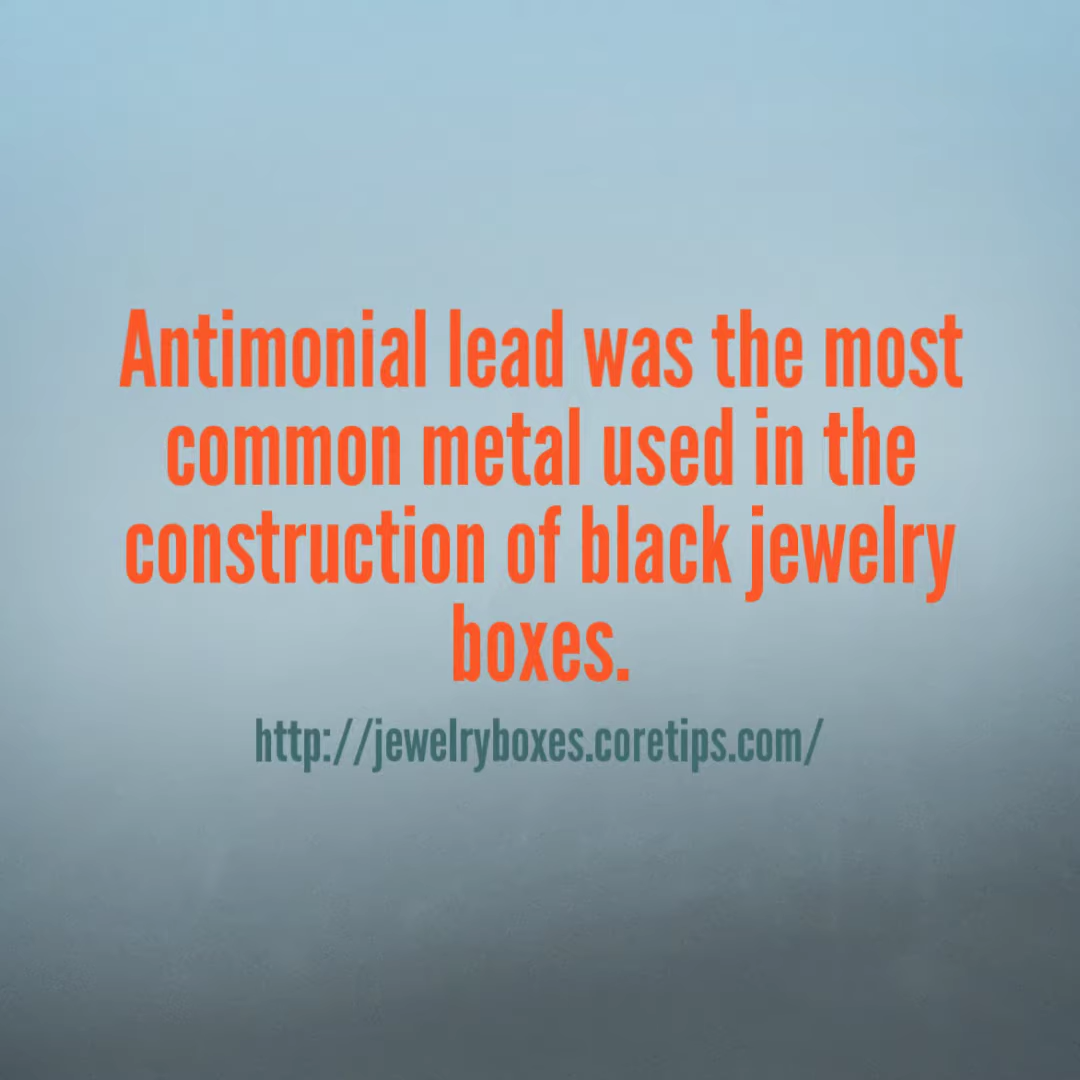 Antimonial lead was the most
common metal used in the
construction of black jewelry
boxes.
http://jewelryboxes.coretips.com/